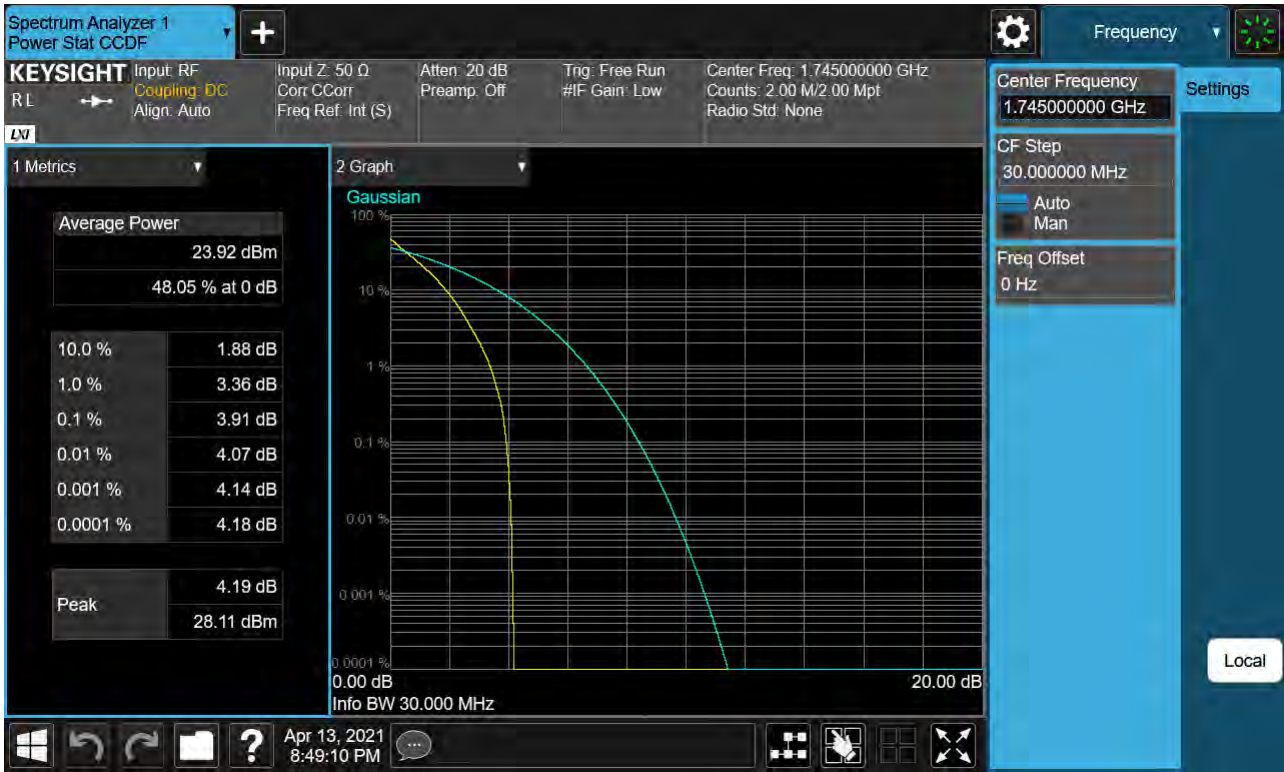 Spectrum Analyzer 1
Power Stat CCDF
Frequency
KEYSIGHT
RL
LXI
Input: RF
Coupling: DC
Align: Auto
Input Z: 50 Ω
Corr CCorr
Freq Ref: Int (S)
Atten: 20 dB
Preamp: Off
Trig: Free Run
#IF Gain: Low
Center Freq: 1.745000000 GHz
Counts: 2.00 M/2.00 Mpt
Radio Std: None
Center Frequency
1.745000000 GHz
Settings
CF Step
30.000000 MHz
Auto
Man
Freq Offset
0 Hz
Local
1 Metrics
Average Power
23.92 dBm
48.05 % at 0 dB
10.0 % 1.88 dB
1.0 % 3.36 dB
0.1 % 3.91 dB
0.01 % 4.07 dB
0.001 % 4.14 dB
0.0001 % 4.18 dB
Peak
4.19 dB
28.11 dBm
2 Graph
Gaussian
100 %
10 %
1 %
0.1 %
0.01 %
0.001 %
0.0001 %
0.00 dB 20.00 dB
Info BW 30.000 MHz
?
Apr 13, 2021
8:49:10 PM